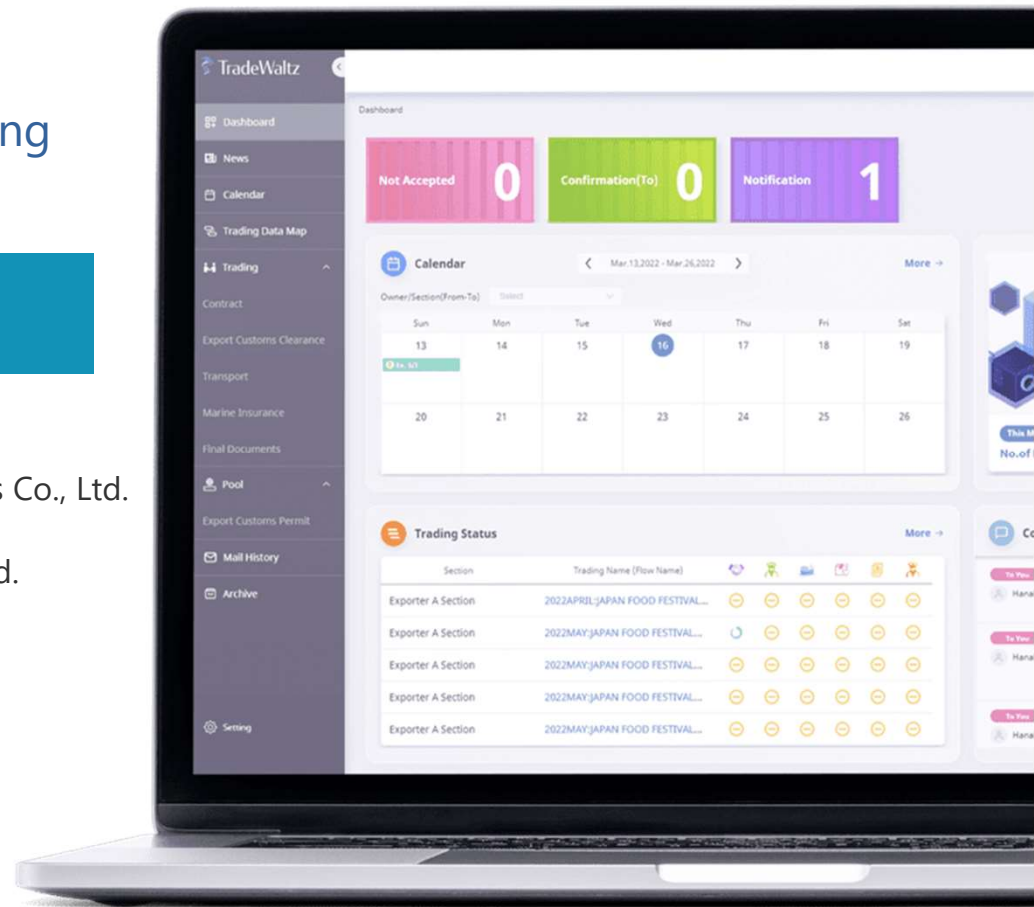 ng
s Co., Ltd.
d.
TradeWaltz
Dashboard
News
Calendar
Trading Data Map
Trading
Contract
Export Customs Clearance
Transport
Marine Insurance
Final Documents
Pool
Export Customs Permit
Mail History
Archive
Setting
Dashboard
Not Accepted 0
Confirmation(To) 0
Notification 1
Calendar
Mar.13,2022 - Mar.26,2022
More →
Owner/Section(From-To) Select
Sun Mon Tue Wed Thu Fri Sat
13 14 15 16 17 18 19
20 21 22 23 24 25 26
Trading Status
More →
Section Trading Name (Flow Name)
Exporter A Section 2022APRIL:JAPAN FOOD FESTIVAL...
Exporter A Section 2022MAY:JAPAN FOOD FESTIVAL...
Exporter A Section 2022MAY:JAPAN FOOD FESTIVAL...
Exporter A Section 2022MAY:JAPAN FOOD FESTIVAL...
Exporter A Section 2022MAY:JAPAN FOOD FESTIVAL...
This M
No.of
Co
To You
Hana
To You
Hana
To You
Hana